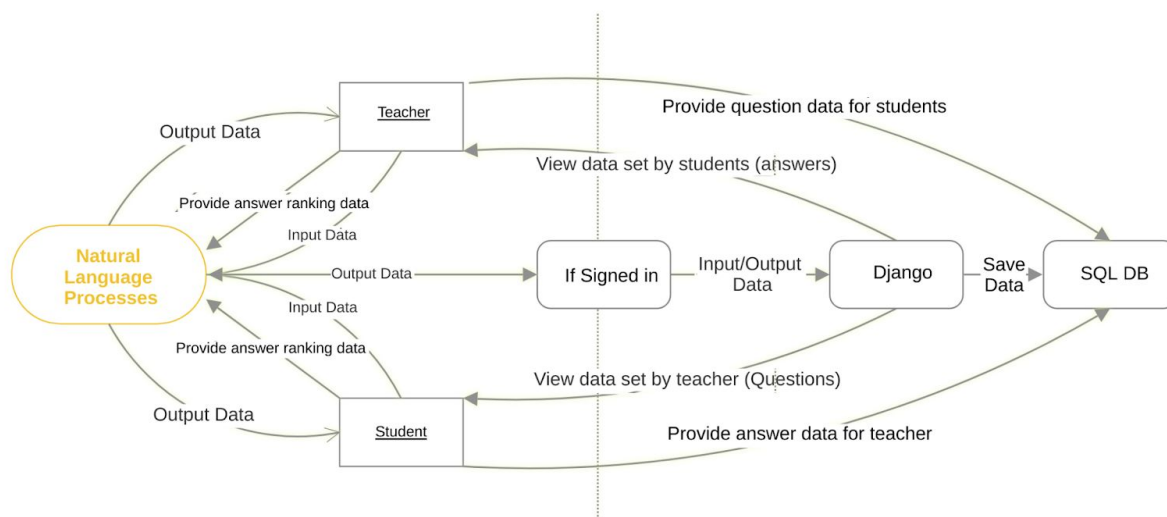 Provide question data for students
Teacher
Output Data
View data set by students (answers)
Provide answer ranking data
Input Data
Natural
Language
Processes
Output Data
If Signed in
Input/Output
Data
Django
Save
Data
SQL DB
Input Data
Provide answer ranking data
View data set by teacher (Questions)
Output Data
Student
Provide answer data for teacher